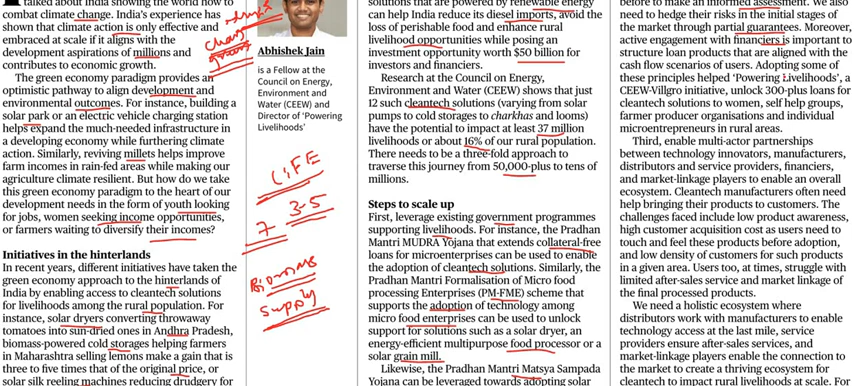 talked about India showing the world how to
combat climate change. India's experience has
shown that climate action is only effective and
embraced at scale if it aligns with the
development aspirations of millions and
contributes to economic growth.
The green economy paradigm provides an
optimistic pathway to align development and
environmental outcomes. For instance, building a
solar park or an electric vehicle charging station
helps expand the much-needed infrastructure in
a developing economy while furthering climate
action. Similarly, reviving millets helps improve
farm incomes in rain-fed areas while making our
agriculture climate resilient. But how do we take
this green economy paradigm to the heart of our
development needs in the form of youth looking
for jobs, women seeking income opportunities,
or farmers waiting to diversify their incomes?
Initiatives in the hinterlands
In recent years, different initiatives have taken the
green economy approach to the hinterlands of
India by enabling access to cleantech solutions
for livelihoods among the rural population. For
instance, solar dryers converting throwaway
tomatoes into sun-dried ones in Andhra Pradesh,
biomass-powered cold storages helping farmers
in Maharashtra selling lemons make a gain that is
three to five times that of the original price, or
solar silk reeling machines reducing drudgery for
Abhishek Jain
is a Fellow at the
Council on Energy,
Environment and
Water (CEEW) and
Director of 'Powering
Livelihoods'
LiFE
3-5
7
Biomass
supply
solutions that are powered by renewable energy
can help India reduce its diesel imports, avoid the
loss of perishable food and enhance rural
livelihood opportunities while posing an
investment opportunity worth $50 billion for
investors and financiers.
Research at the Council on Energy,
Environment and Water (CEEW) shows that just
12 such cleantech solutions (varying from solar
pumps to cold storages to charkhas and looms)
have the potential to impact at least 37 million
livelihoods or about 16% of our rural population.
There needs to be a three-fold approach to
traverse this journey from 50,000-plus to tens of
millions.
Steps to scale up
First, leverage existing government programmes
supporting livelihoods. For instance, the Pradhan
Mantri MUDRA Yojana that extends collateral-free
loans for microenterprises can be used to enable
the adoption of cleantech solutions. Similarly, the
Pradhan Mantri Formalisation of Micro food
processing Enterprises (PM-FME) scheme that
supports the adoption of technology among
micro food enterprises can be used to unlock
support for solutions such as a solar dryer, an
energy-efficient multipurpose food processor or a
solar grain mill.
Likewise, the Pradhan Mantri Matsya Sampada
Yojana can be leveraged towards adopting solar
before to make an informed assessment. We also
need to hedge their risks in the initial stages of
the market through partial guarantees. Moreover,
active engagement with financiers is important to
structure loan products that are aligned with the
cash flow scenarios of users. Adopting some of
these principles helped 'Powering Livelihoods', a
CEEW-Villgro initiative, unlock 300-plus loans for
cleantech solutions to women, self help groups,
farmer producer organisations and individual
microentrepreneurs in rural areas.
Third, enable multi-actor partnerships
between technology innovators, manufacturers,
distributors and service providers, financiers,
and market-linkage players to enable an overall
ecosystem. Cleantech manufacturers often need
help bringing their products to customers. The
challenges faced include low product awareness,
high customer acquisition cost as users need to
touch and feel these products before adoption,
and low density of customers for such products
in a given area. Users too, at times, struggle with
limited after-sales service and market linkage of
the final processed products.
We need a holistic ecosystem where
distributors work with manufacturers to enable
technology access at the last mile, service
providers ensure after-sales services, and
market-linkage players enable the connection to
the market to create a thriving ecosystem for
cleantech to impact rural livelihoods at scale. For